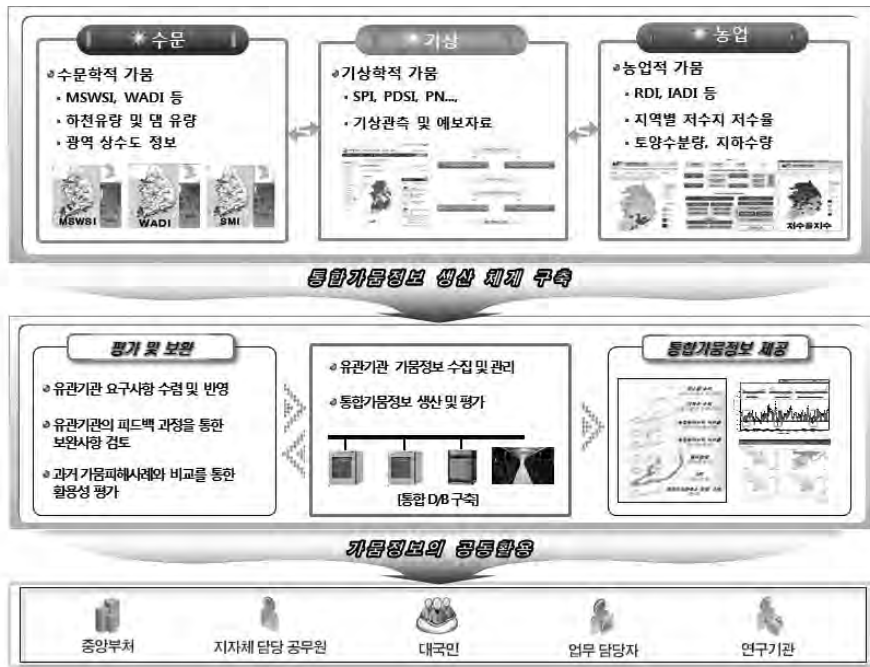 수문
수문학적 가뭄
· MSWSI, WADI 등
· 하천유량 및 댐 유량
· 광역 상수도 정보
MSWSI
WADI
SMI
기상
기상학적 가뭄
· SPI, PDSI, PN...,
· 기상관측 및 예보자료
농업
농업적 가뭄
· RDI, IADI 등
· 지역별 저수지 저수율
· 토양수분량, 지하수량
저수율지수
통합가뭄정보 생산 체계 구축
평가 및 보완
유관기관 요구사항 수렴 및 반영
유관기관의 피드백 과정을 통한
보완사항 검토
과거 가뭄피해사례와 비교를 통한
활용성 평가
유관기관 가뭄정보 수집 및 관리
통합가뭄정보 생산 및 평가
[통합 D/B 구축]
통합가뭄정보 제공
가뭄정보의 공동활용
중앙부처
지자체 담당 공무원
대국민
업무 담당자
연구기관